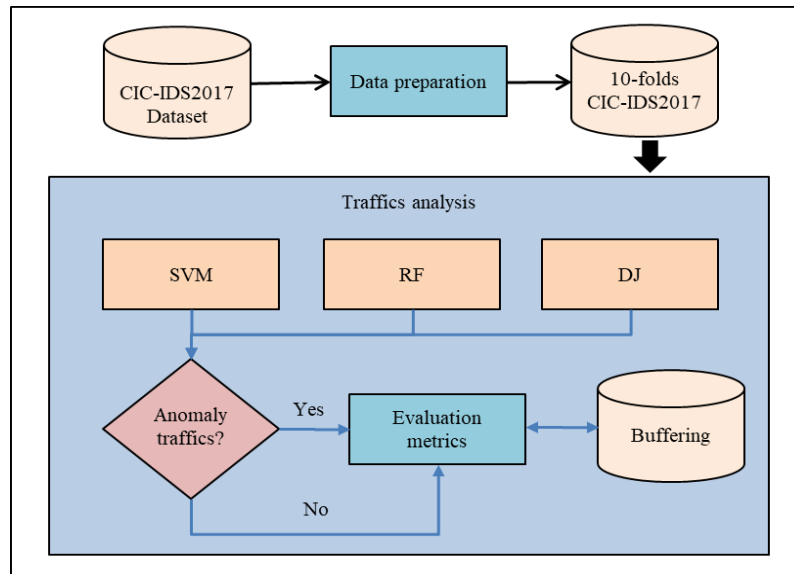 CIC-IDS2017
Dataset
Data preparation
10-folds
CIC-IDS2017
Traffics analysis
SVM
RF
DJ
Anomaly
traffics?
Yes
Evaluation
metrics
Buffering
No